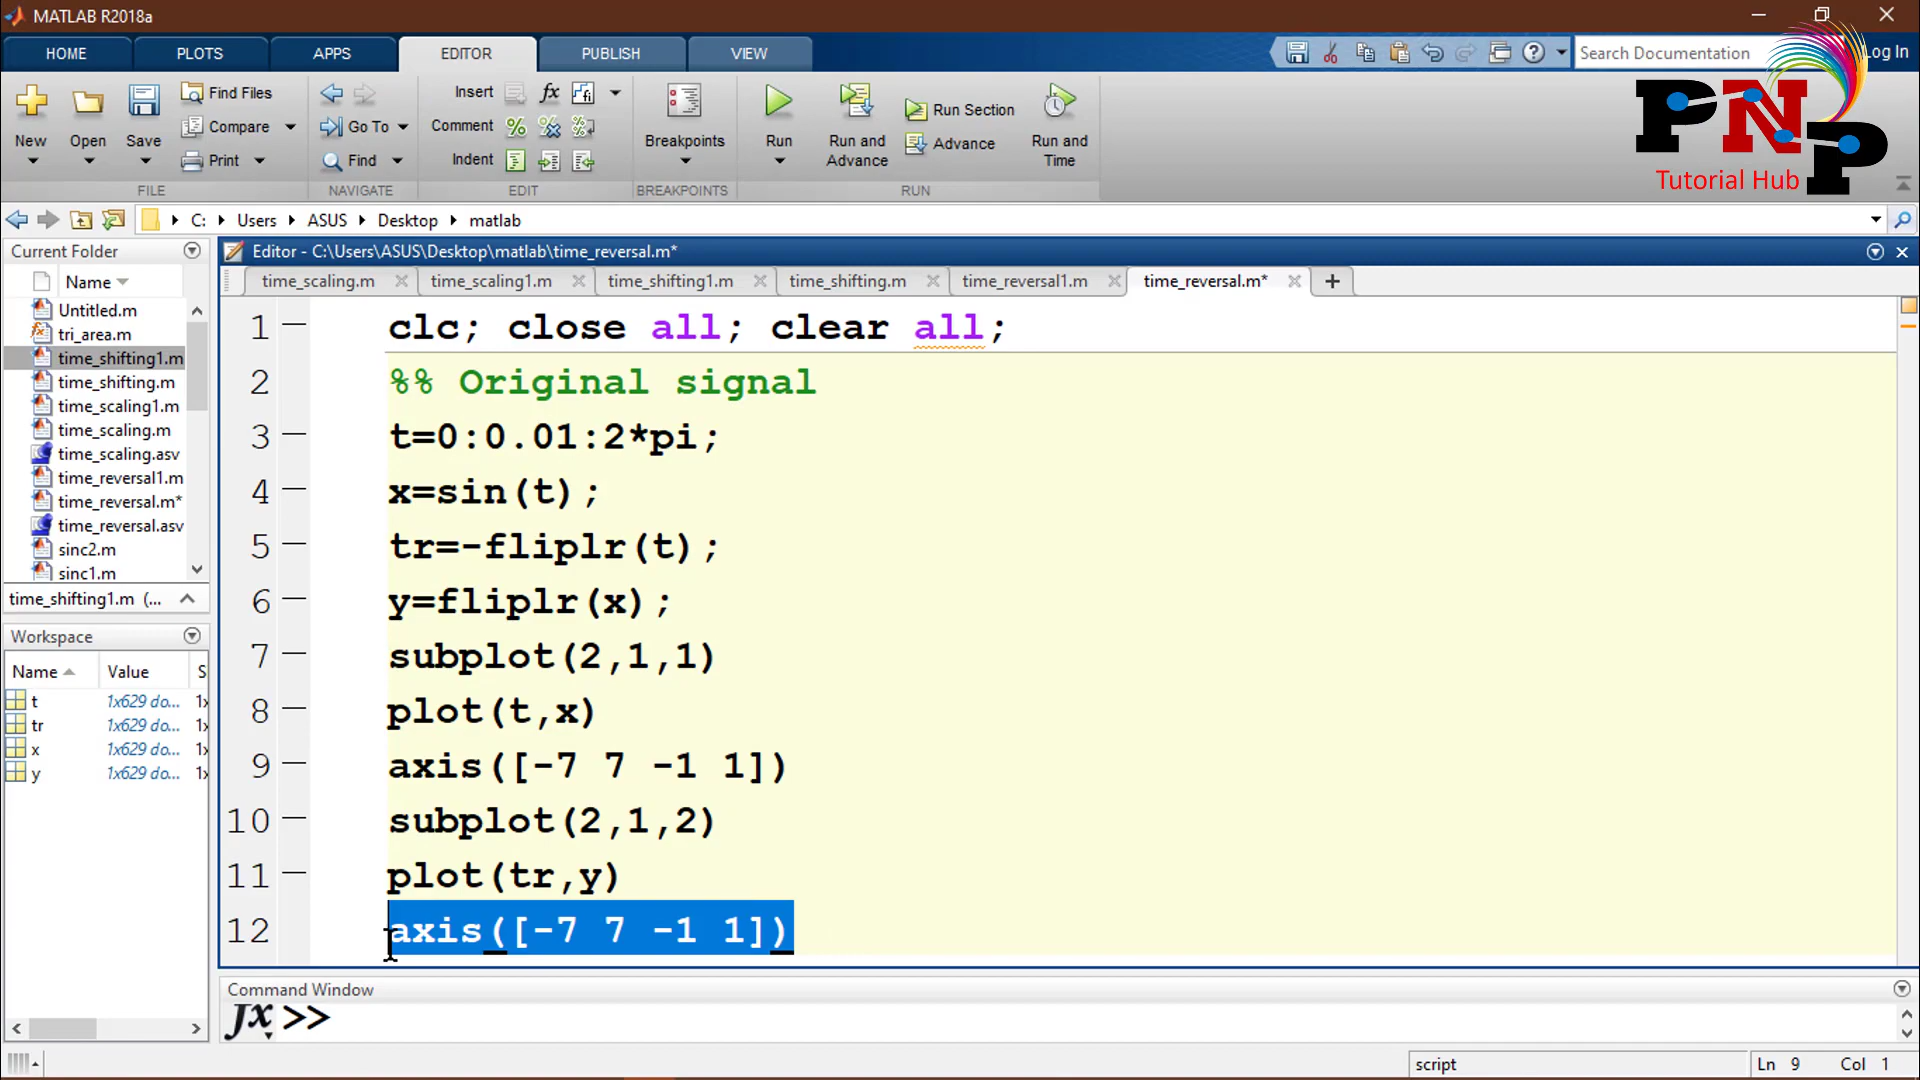 MATLAB R2018a
HOME PLOTS APPS EDITOR PUBLISH VIEW Search Documentation Log In
New Open Save Find Files Compare Print Go To Find Insert fx Comment Indent Breakpoints Run Run and Advance Run Section Advance Run and Time
FILE NAVIGATE EDIT BREAKPOINTS RUN
PNP
Tutorial Hub
C: Users ASUS Desktop matlab
Current Folder
Name
Untitled.m
tri_area.m
time_shifting1.m
time_shifting.m
time_scaling1.m
time_scaling.m
time_scaling.asv
time_reversal1.m
time_reversal.m*
time_reversal.asv
sinc2.m
sinc1.m
time_shifting1.m (...
Workspace
Name Value S
t 1x629 do... 1x
tr 1x629 do... 1x
x 1x629 do... 1x
y 1x629 do... 1x
Editor - C:\Users\ASUS\Desktop\matlab\time_reversal.m*
time_scaling.m time_scaling1.m time_shifting1.m time_shifting.m time_reversal1.m time_reversal.m* +
1 clc; close all; clear all;
2 %% Original signal
3 t=0:0.01:2*pi;
4 x=sin(t);
5 tr=-fliplr(t);
6 y=fliplr(x);
7 subplot(2,1,1)
8 plot(t,x)
9 axis([-7 7 -1 1])
10 subplot(2,1,2)
11 plot(tr,y)
12 axis([-7 7 -1 1])
Command Window
fx >>
script Ln 9 Col 1